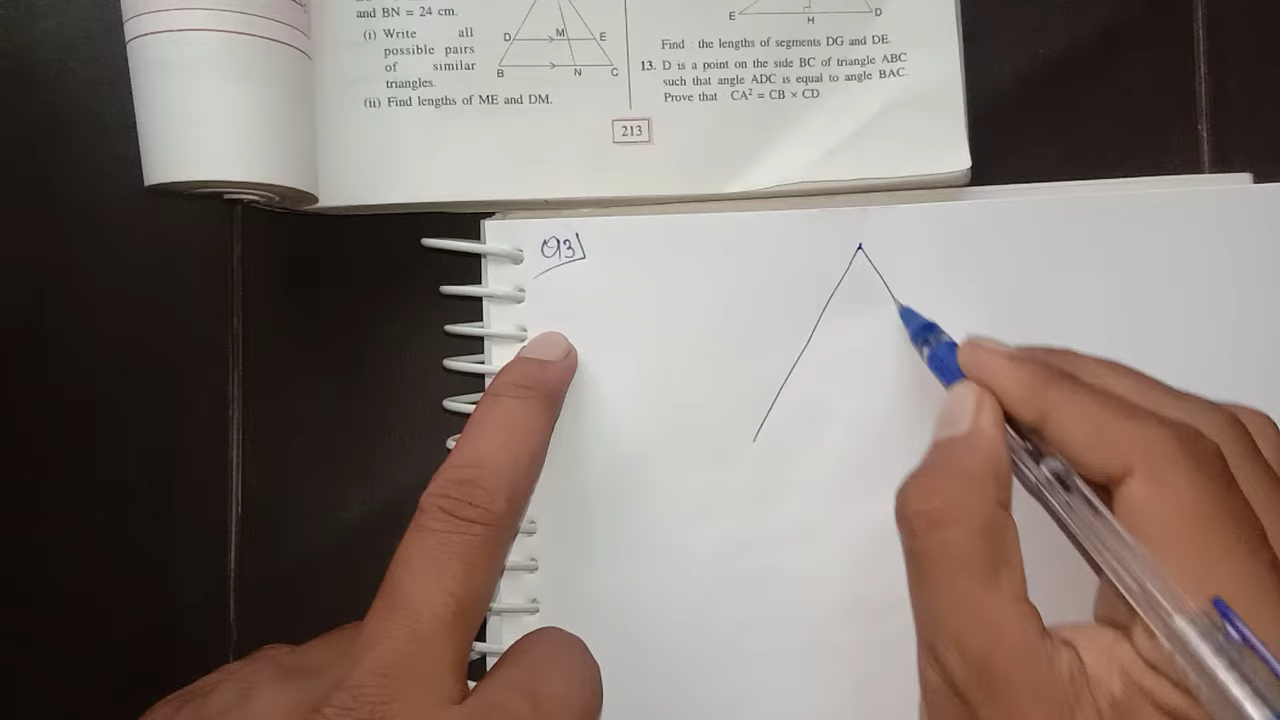 and BN = 24 cm.
(i) Write all
possible pairs
of similar
triangles.
(ii) Find lengths of ME and DM.
D M E
B N C
E H D
Find the lengths of segments DG and DE.
13. D is a point on the side BC of triangle ABC
such that angle ADC is equal to angle BAC.
Prove that CA² = CB × CD
213